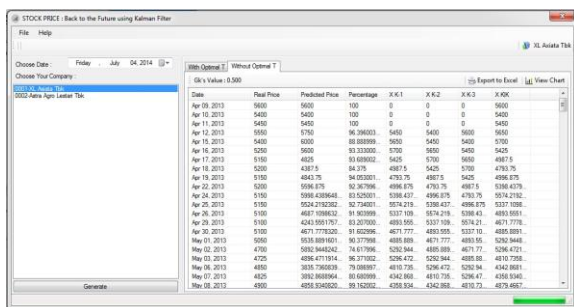 STOCK PRICE : Back to the Future using Kalman Filter
File Help
XL Axiata Tbk
Choose Date : Friday , July 04, 2014
Choose Your Company :
0001-XL Axiata Tbk
0002-Astra Agro Lestari Tbk
With Optimal T Without Optimal T
Gk's Value : 0.500 Export to Excel View Chart
Date Real Price Predicted Price Percentage X K-1 X K-2 X K-3 X K|K
Apr 09, 2013 5600 5600 100 0 0 0 5600
Apr 10, 2013 5400 5400 100 0 0 0 5400
Apr 11, 2013 5450 5450 100 0 0 0 5450
Apr 12, 2013 5550 5750 96.396003... 5450 5400 5600 5650
Apr 15, 2013 5400 6000 88.888999... 5650 5450 5400 5700
Apr 16, 2013 5250 5600 93.333000... 5700 5650 5450 5425
Apr 17, 2013 5150 4825 93.689002... 5425 5700 5650 4987.5
Apr 18, 2013 5200 4387.5 84.375 4987.5 5425 5700 4793.75
Apr 19, 2013 5150 4843.75 94.053001... 4793.75 4987.5 5425 4996.875
Apr 22, 2013 5200 5596.875 92.367996... 4996.875 4793.75 4987.5 5398.4379...
Apr 24, 2013 5150 5998.4389648... 83.525001... 5398.437... 4996.875 4793.75 5574.2192...
Apr 25, 2013 5150 5524.2192382... 92.734001... 5574.219... 5398.437... 4996.875 5337.1098...
Apr 26, 2013 5100 4687.1098632... 91.903999... 5337.109... 5574.219... 5398.43... 4893.5551...
Apr 29, 2013 5100 4243.5551757... 83.207000... 4893.555... 5337.109... 5574.21... 4671.7778...
Apr 30, 2013 5100 4671.7778320... 91.602996... 4671.777... 4893.555... 5337.10... 4885.8891...
May 01, 2013 5050 5535.8891601... 90.377998... 4885.889... 4671.777... 4893.55... 5292.9448...
May 02, 2013 4700 5892.9448242... 74.617996... 5292.944... 4885.889... 4671.77... 5296.4721...
May 03, 2013 4725 4896.4711914... 96.371002... 5296.472... 5292.944... 4885.88... 4810.7358...
May 06, 2013 4850 3835.7360839... 79.086997... 4810.735... 5296.472... 5292.94... 4342.8681...
May 07, 2013 4825 3892.8688964... 80.680999... 4342.868... 4810.735... 5296.47... 4358.9340...
May 08, 2013 4900 4858.9340820... 99.162002... 4358.934... 4342.868... 4810.73... 4879.4667...
Generate